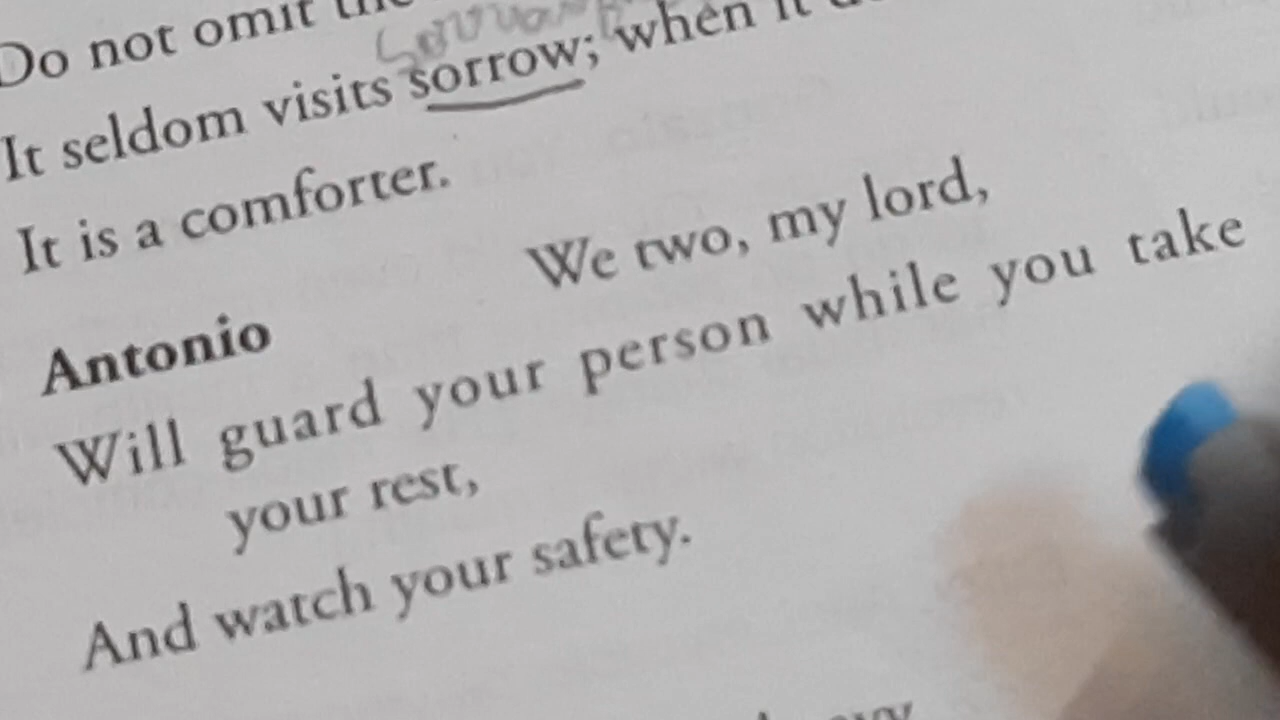 Do not omit the
It seldom visits sorrow; when it
It is a comforter.
Antonio
We two, my lord,
Will guard your person while you take
your rest,
And watch your safety.